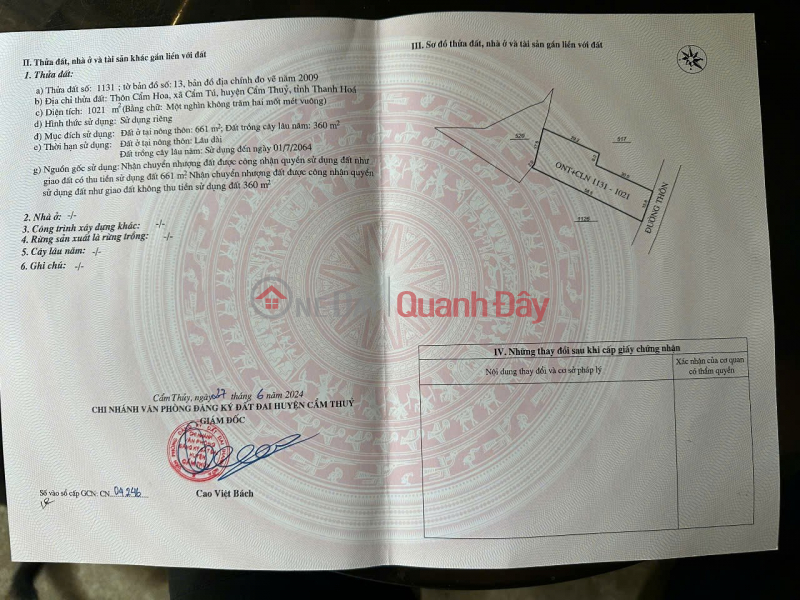 II. Thửa đất, nhà ở và tài sản khác gắn liền với đất
1. Thửa đất:
a) Thửa đất số: 1131 ; tờ bản đồ số: 13, bản đồ địa chính đo vẽ năm 2009
b) Địa chỉ thửa đất: Thôn Cẩm Hoa, xã Cẩm Tú, huyện Cẩm Thuỷ, tỉnh Thanh Hoá
c) Diện tích: 1021 m² (Bằng chữ: Một nghìn không trăm hai mốt mét vuông)
d) Hình thức sử dụng: Sử dụng riêng
đ) Mục đích sử dụng: Đất ở tại nông thôn: 661 m²; Đất trồng cây lâu năm: 360 m²
e) Thời hạn sử dụng: Đất ở tại nông thôn: Lâu dài
Đất trồng cây lâu năm: Sử dụng đến ngày 01/7/2064
g) Nguồn gốc sử dụng: Nhận chuyển nhượng đất được công nhận quyền sử dụng đất như
giao đất có thu tiền sử dụng đất 661 m² Nhận chuyển nhượng đất được công nhận quyền
sử dụng đất như giao đất không thu tiền sử dụng đất 360 m²
2. Nhà ở: -/-
3. Công trình xây dựng khác: -/-
4. Rừng sản xuất là rừng trồng: -/-
5. Cây lâu năm: -/-
6. Ghi chú: -/-
Cẩm Thủy, ngày 27 tháng 6 năm 2024
CHI NHÁNH VĂN PHÒNG ĐĂNG KÝ ĐẤT ĐAI HUYỆN CẨM THUỶ
GIÁM ĐỐC
Cao Việt Bách
Số vào sổ cấp GCN: CN 04246
III. Sơ đồ thửa đất, nhà ở và tài sản gắn liền với đất
526
517
ONT+CLN 1131 - 1021
1126
ĐƯỜNG THÔN
Quanh Đây
IV. Những thay đổi sau khi cấp giấy chứng nhận
Nội dung thay đổi và cơ sở pháp lý
Xác nhận của cơ quan
có thẩm quyền